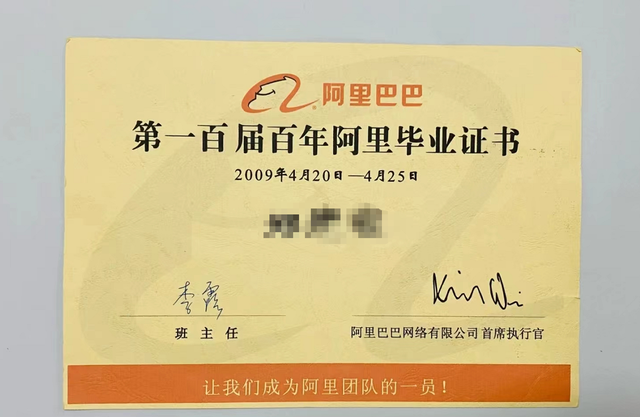 阿里巴巴
第一百届百年阿里毕业证书
2009年4月20日—4月25日
李霞
班主任
阿里巴巴网络有限公司 首席执行官
让我们成为阿里团队的一员！